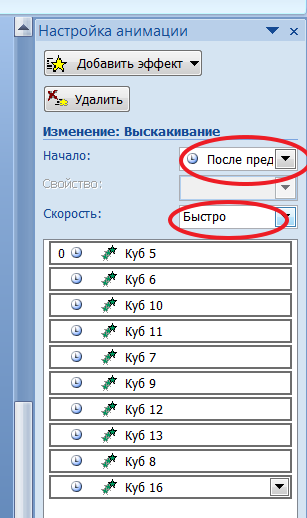 Настройка анимации
Добавить эффект
Удалить
Изменение: Выскакивание
Начало: После пред
Свойство:
Скорость: Быстро
0 Куб 5
Куб 6
Куб 10
Куб 11
Куб 7
Куб 9
Куб 12
Куб 13
Куб 8
Куб 16